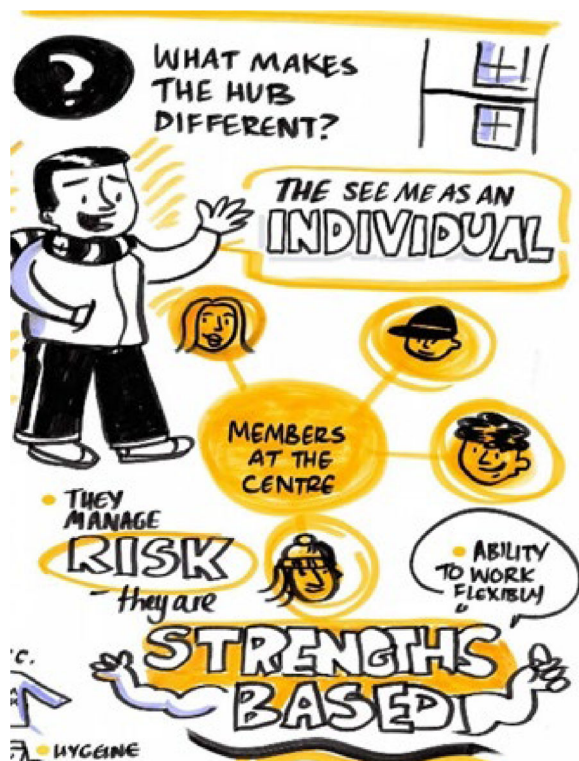 ?
WHAT MAKES
THE HUB
DIFFERENT?
THE SEE ME AS AN
INDIVIDUAL
MEMBERS
AT THE
CENTRE
• THEY
MANAGE
RISK
- they are
• ABILITY
TO WORK
FLEXIBLY
STRENGTHS
BASED
C.
• HYGEINE